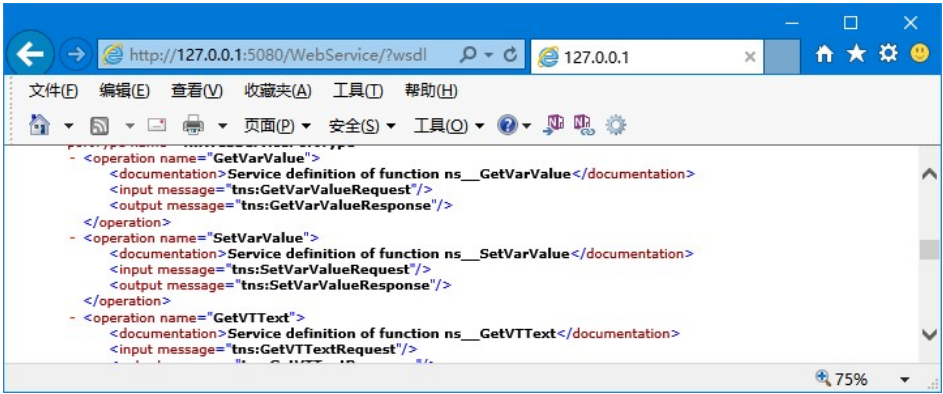 http://127.0.0.1:5080/WebService/?wsdl
127.0.0.1
文件(F) 编辑(E) 查看(V) 收藏夹(A) 工具(T) 帮助(H)
页面(P) 安全(S) 工具(O)
- <operation name="GetVarValue">
<documentation>Service definition of function ns__GetVarValue</documentation>
<input message="tns:GetVarValueRequest"/>
<output message="tns:GetVarValueResponse"/>
</operation>
- <operation name="SetVarValue">
<documentation>Service definition of function ns__SetVarValue</documentation>
<input message="tns:SetVarValueRequest"/>
<output message="tns:SetVarValueResponse"/>
</operation>
- <operation name="GetVTText">
<documentation>Service definition of function ns__GetVTText</documentation>
<input message="tns:GetVTTextRequest"/>
75%